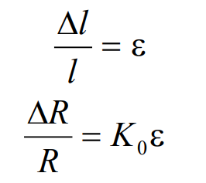 Δl/l = ε
ΔR/R = K₀ε